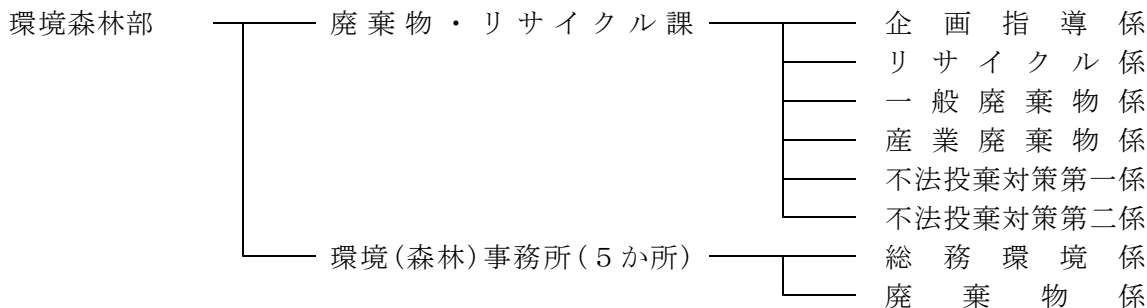 環境森林部 廃棄物・リサイクル課 企画指導係
リサイクル係
一般廃棄物係
産業廃棄物係
不法投棄対策第一係
不法投棄対策第二係
環境(森林)事務所(5か所) 総務環境係
廃棄物係